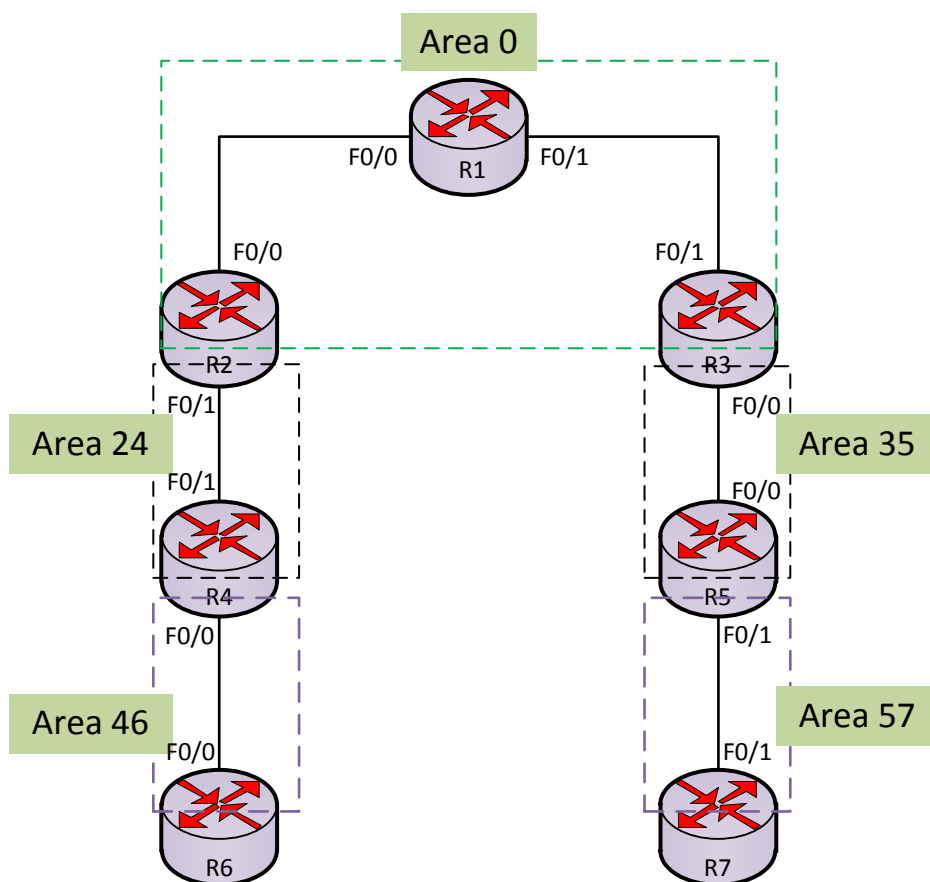 Area 0
R1
F0/0
F0/1
F0/0
F0/1
R2
R3
F0/1
F0/0
Area 24
Area 35
F0/1
F0/0
R4
R5
F0/0
F0/1
Area 46
Area 57
F0/0
F0/1
R6
R7